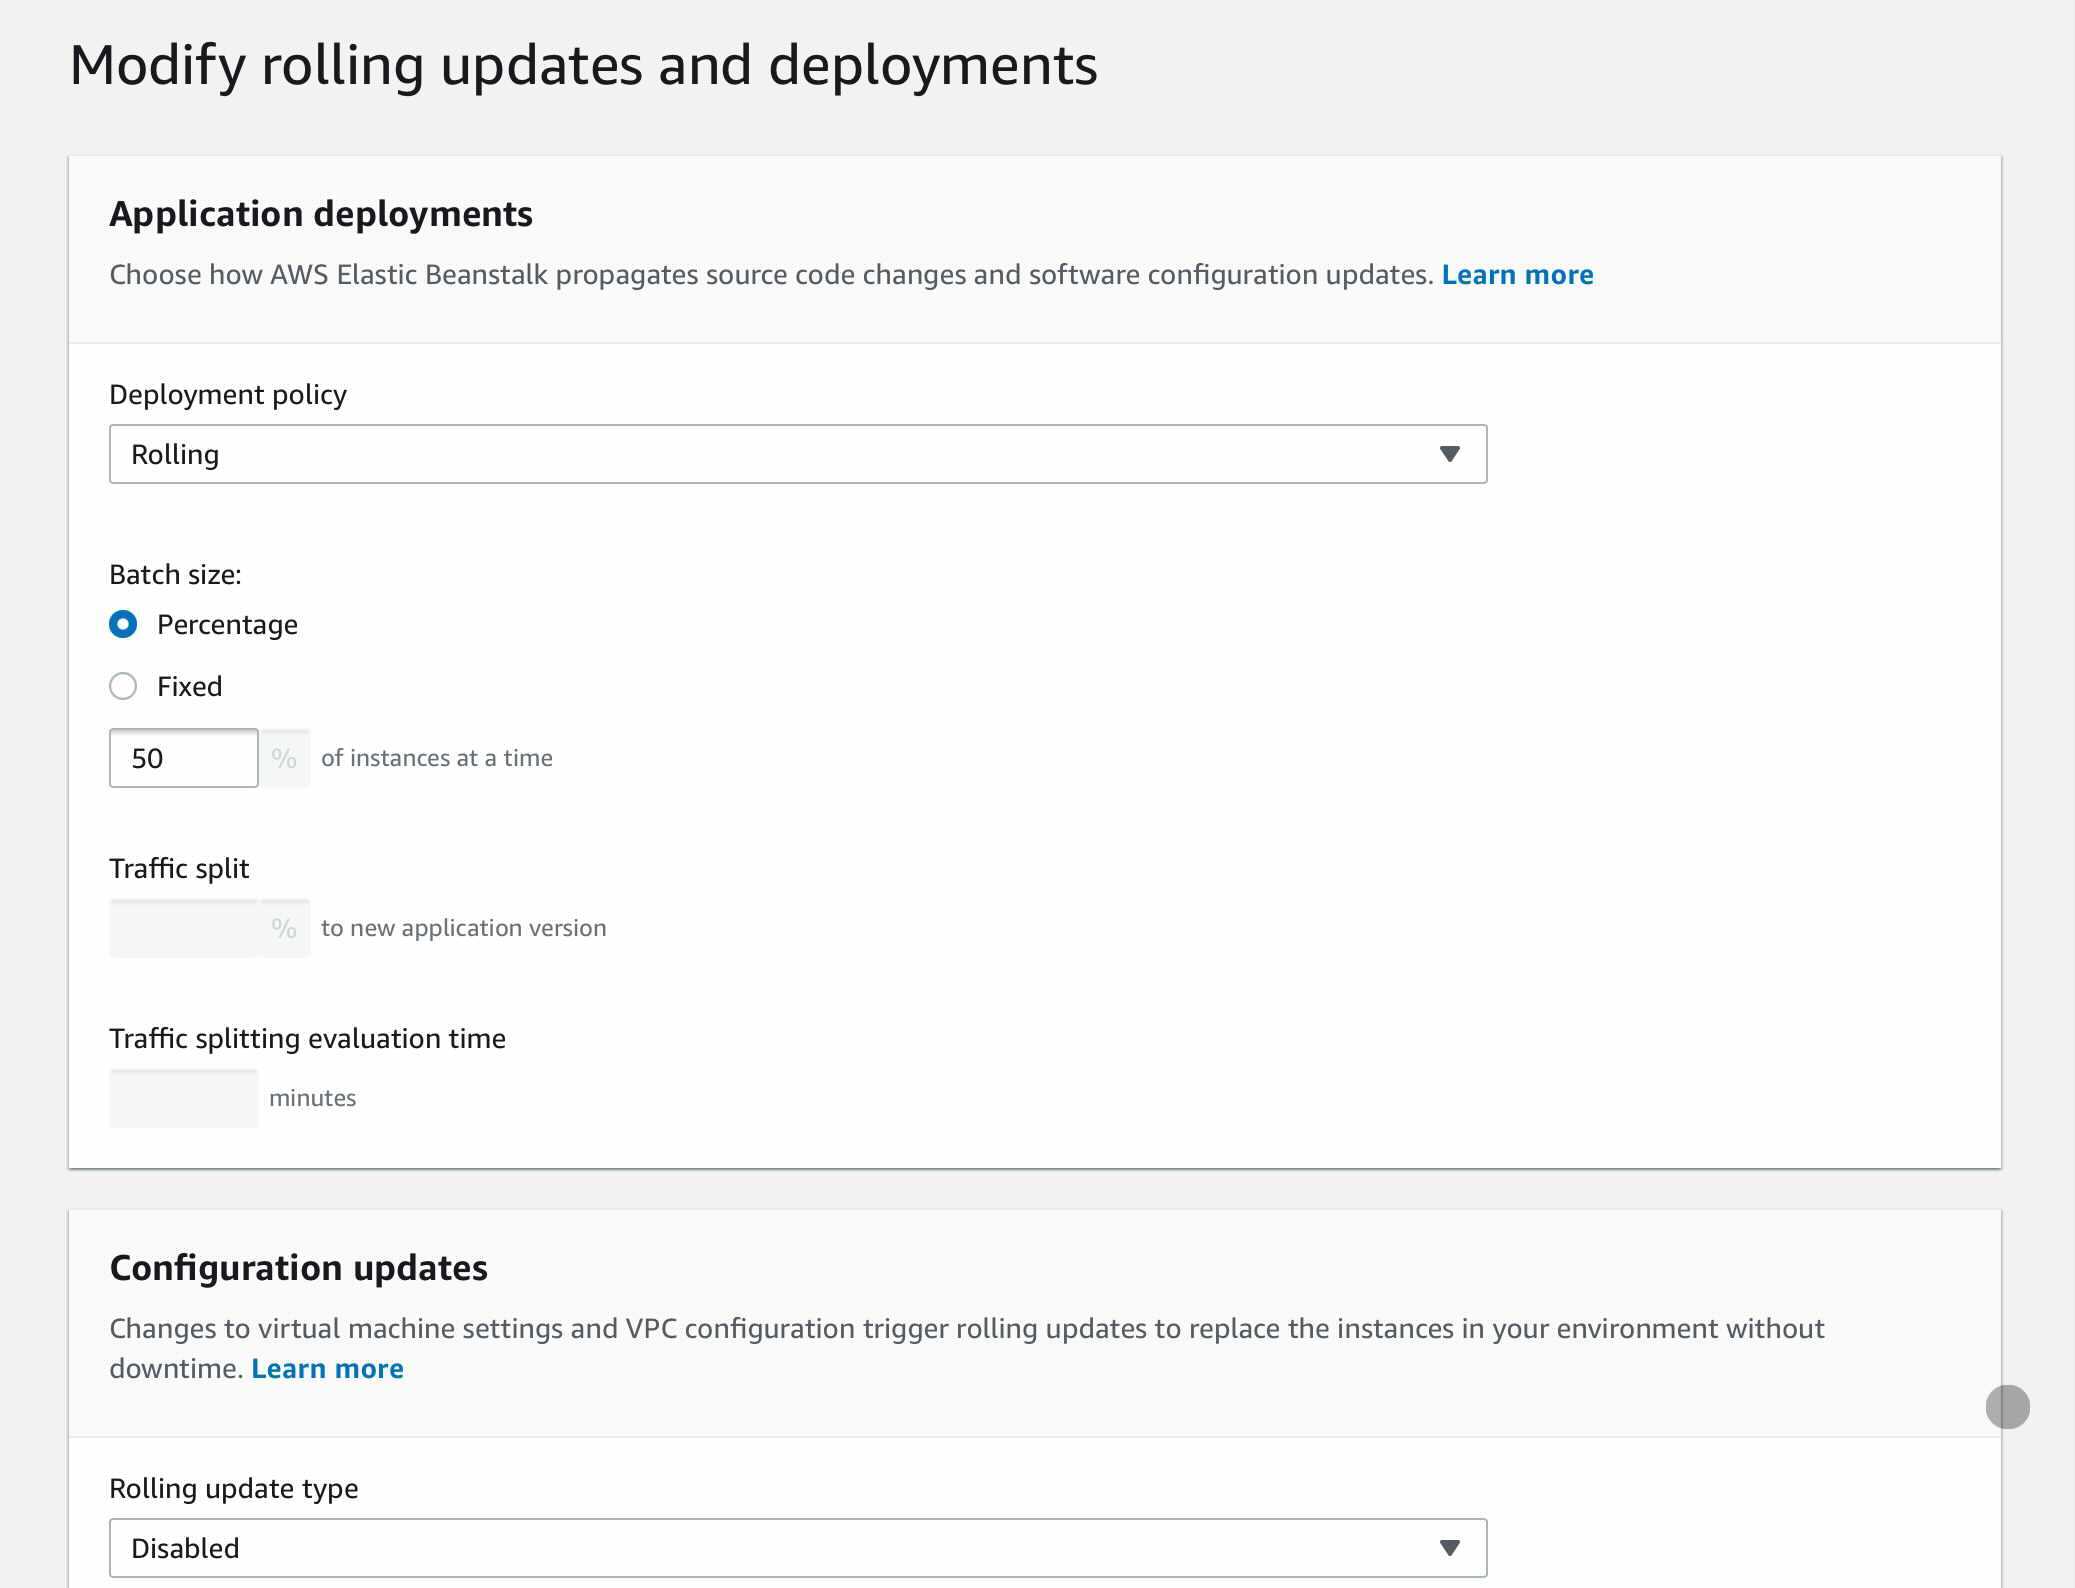 Modify rolling updates and deployments
Application deployments
Choose how AWS Elastic Beanstalk propagates source code changes and software configuration updates. Learn more
Deployment policy
Rolling
Batch size:
Percentage
Fixed
50 % of instances at a time
Traffic split
% to new application version
Traffic splitting evaluation time
minutes
Configuration updates
Changes to virtual machine settings and VPC configuration trigger rolling updates to replace the instances in your environment without
downtime. Learn more
Rolling update type
Disabled